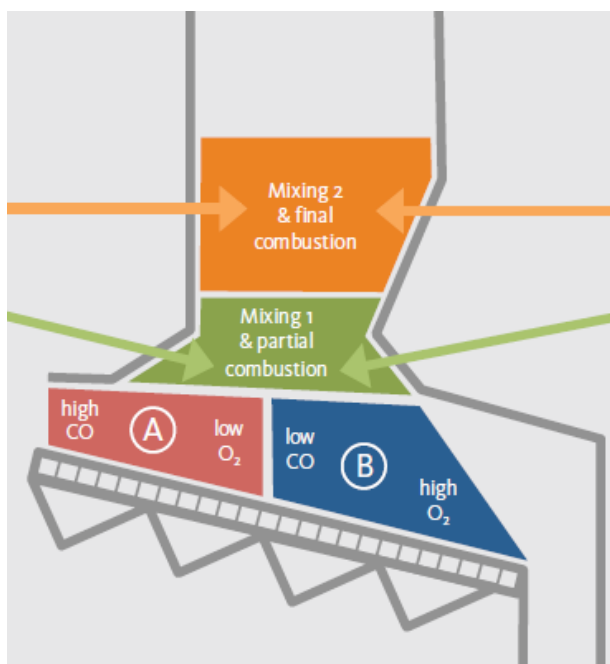 Mixing 2
& final
combustion
Mixing 1
& partial
combustion
high
CO
A
low
O₂
low
CO
B
high
O₂